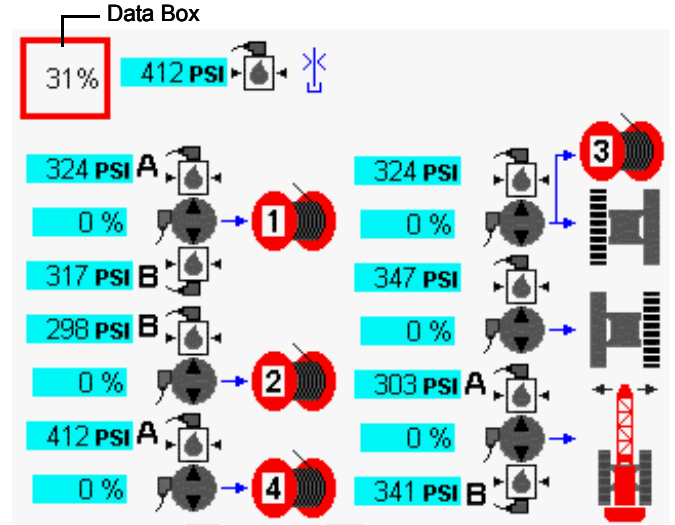 Data Box
31% 412 PSI
324 PSI A
0 % 1
317 PSI B
298 PSI B
0 % 2
412 PSI A
0 % 4
3
324 PSI
0 %
347 PSI
0 %
303 PSI A
0 %
341 PSI B